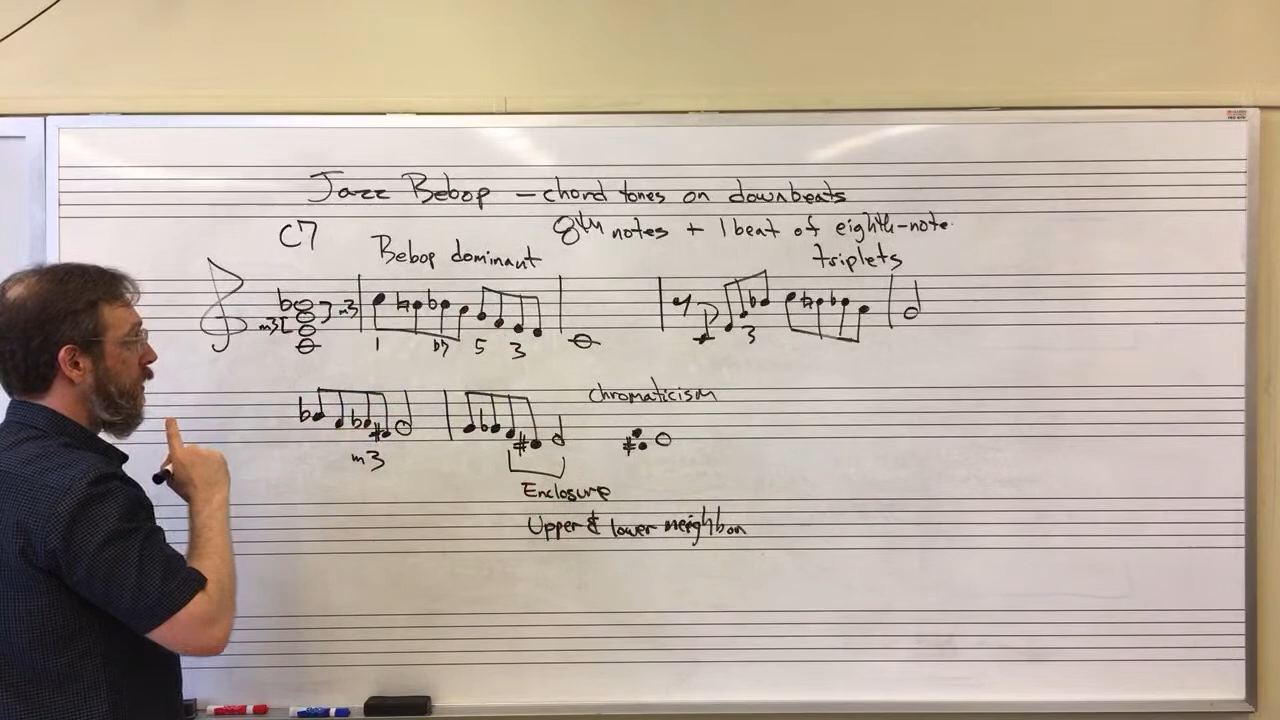 Jazz Bebop – chord tones on downbeats
C7
8th notes + 1 beat of eighth-note
triplets
Bebop dominant
m3 m3
1 b7 5 3
3
chromaticism
m3
Enclosure
Upper & lower neighbor